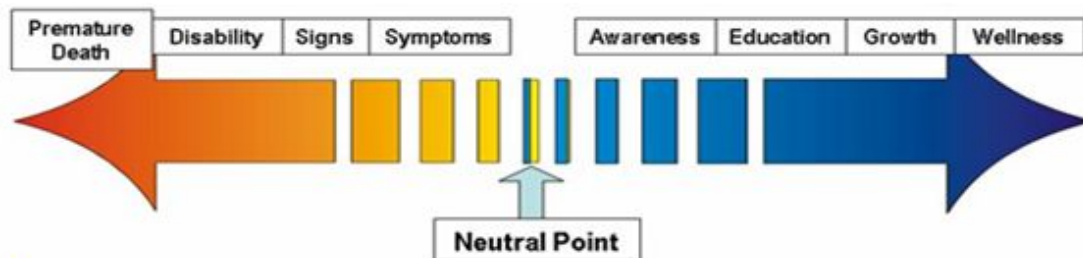 Premature
Death
Disability
Signs
Symptoms
Awareness
Education
Growth
Wellness
Neutral Point